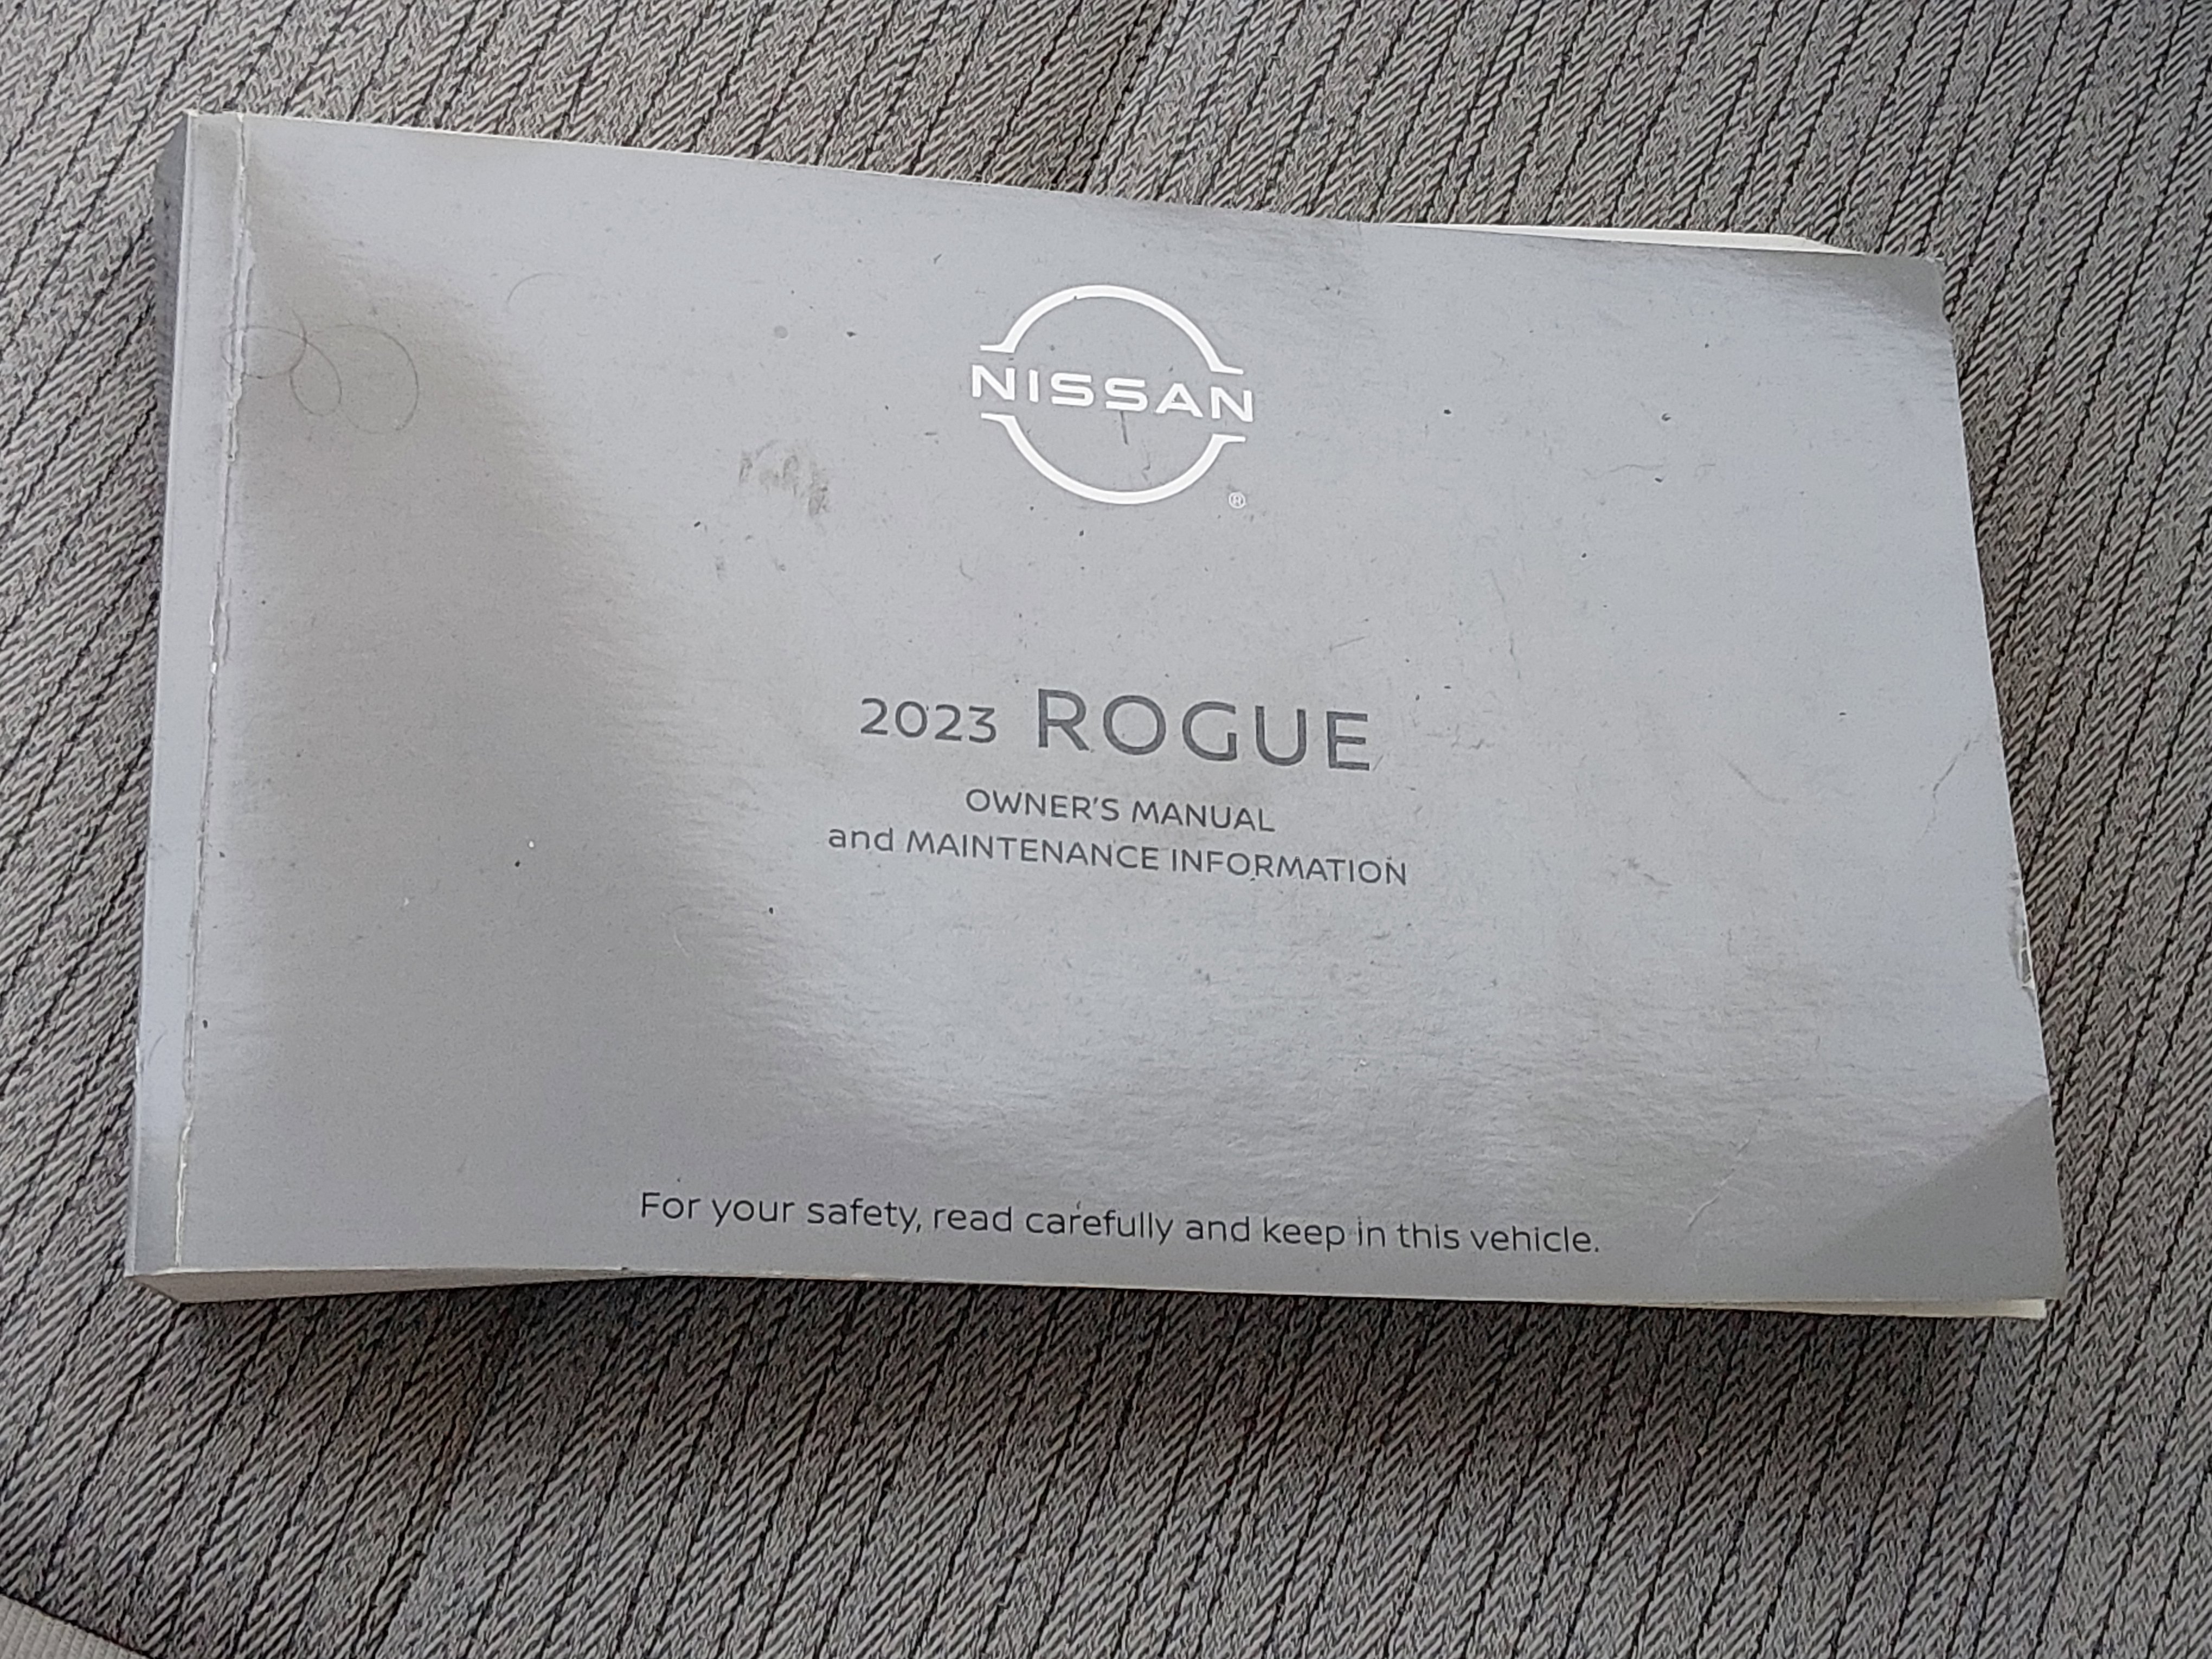 NISSAN
®
2023 ROGUE
OWNER'S MANUAL
and MAINTENANCE INFORMATION
For your safety, read carefully and keep in this vehicle.